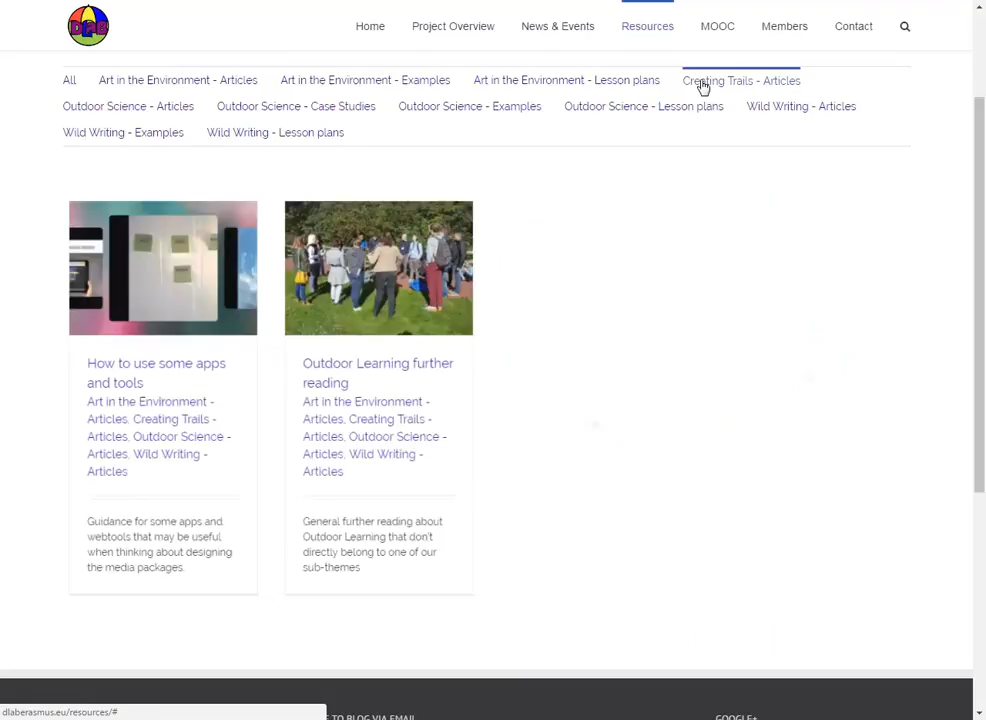 DLAB
Home Project Overview News & Events Resources MOOC Members Contact
All Art in the Environment - Articles Art in the Environment - Examples Art in the Environment - Lesson plans Creating Trails - Articles
Outdoor Science - Articles Outdoor Science - Case Studies Outdoor Science - Examples Outdoor Science - Lesson plans Wild Writing - Articles
Wild Writing - Examples Wild Writing - Lesson plans
How to use some apps
and tools
Art in the Environment -
Articles, Creating Trails -
Articles, Outdoor Science -
Articles, Wild Writing -
Articles
Guidance for some apps and
webtools that may be useful
when thinking about designing
the media packages.
Outdoor Learning further
reading
Art in the Environment -
Articles, Creating Trails -
Articles, Outdoor Science -
Articles, Wild Writing -
Articles
General further reading about
Outdoor Learning that don't
directly belong to one of our
sub-themes
TO BLOG VIA EMAIL GOOGLE+
dlaberasmus.eu/resources/#